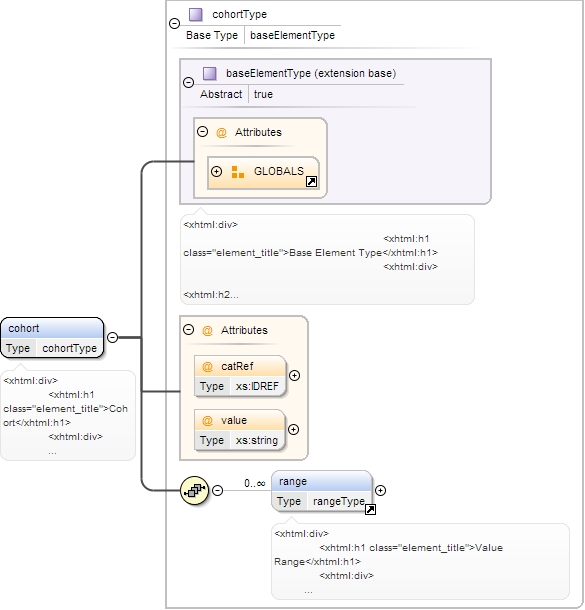 cohortType
Base Type baseElementType
baseElementType (extension base)
Abstract true
@ Attributes
GLOBALS
<xhtml:div>
<xhtml:h1
class="element_title">Base Element Type</xhtml:h1>
<xhtml:div>
<xhtml:h2...
cohort
Type cohortType
<xhtml:div>
<xhtml:h1
class="element_title">Coh
ort</xhtml:h1>
<xhtml:div>
...
@ Attributes
@ catRef
Type xs:IDREF
@ value
Type xs:string
0..∞
range
Type rangeType
<xhtml:div>
<xhtml:h1 class="element_title">Value
Range</xhtml:h1>
<xhtml:div>
...